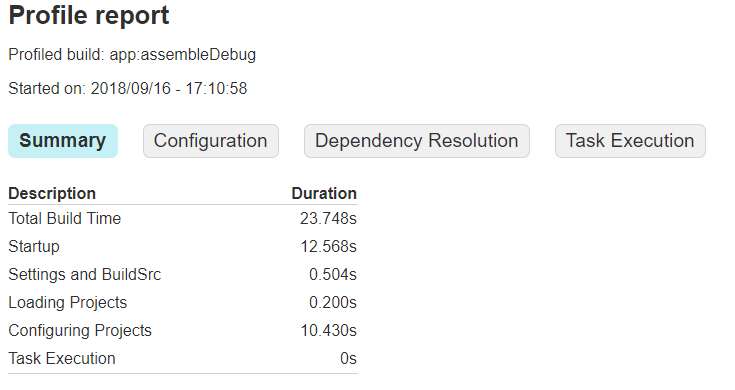 Profile report
Profiled build: app:assembleDebug
Started on: 2018/09/16 - 17:10:58
Summary Configuration Dependency Resolution Task Execution
Description Duration
Total Build Time 23.748s
Startup 12.568s
Settings and BuildSrc 0.504s
Loading Projects 0.200s
Configuring Projects 10.430s
Task Execution 0s